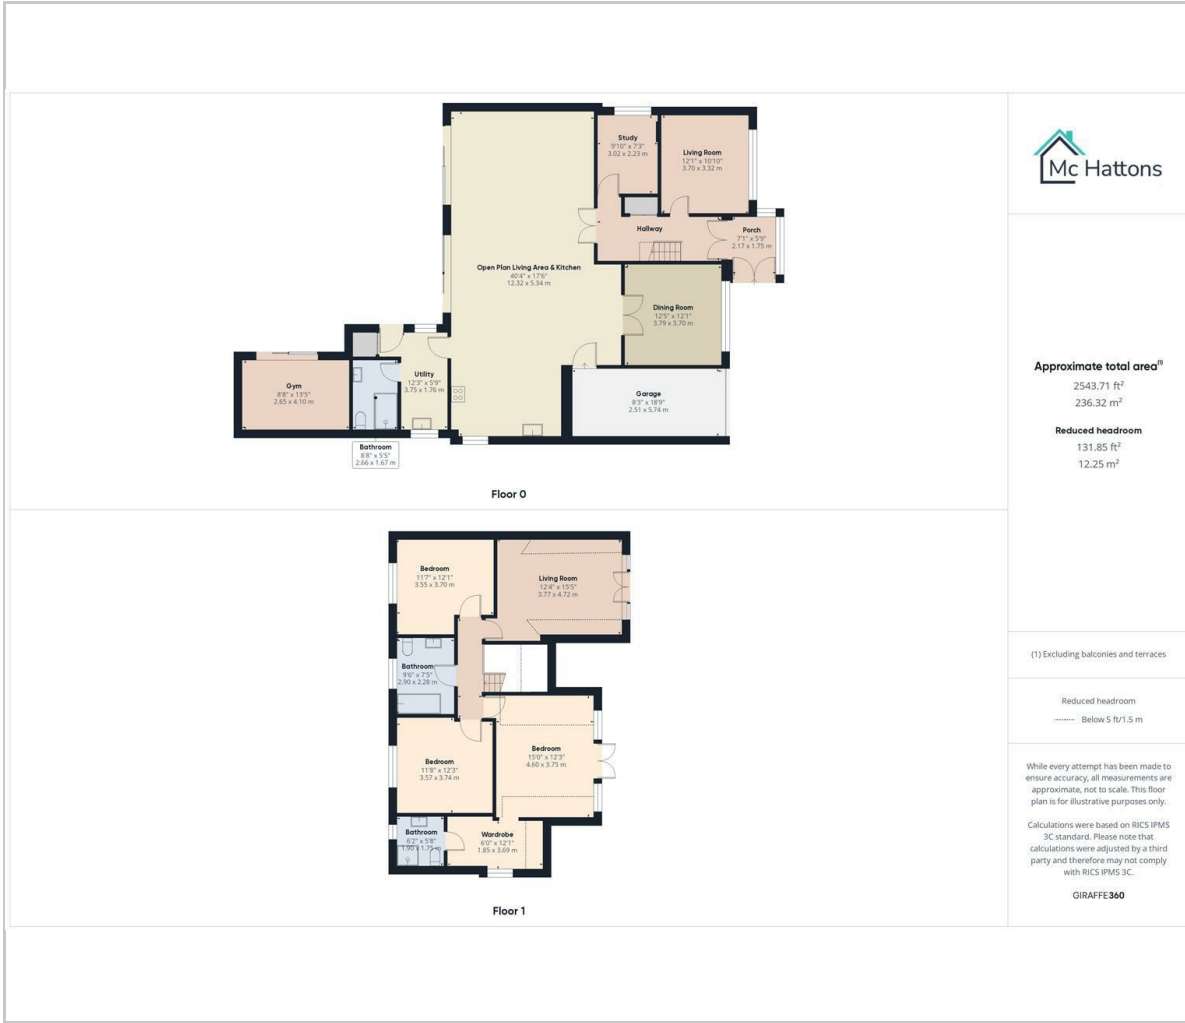 Study
9'10" x 7'3"
3.02 x 2.23 m
Living Room
12'1" x 10'10"
3.70 x 3.32 m
Hallway
Porch
7'1" x 5'9"
2.17 x 1.75 m
Open Plan Living Area & Kitchen
40'4" x 17'6"
12.32 x 5.34 m
Dining Room
12'5" x 12'1"
3.79 x 3.70 m
Utility
12'3" x 5'9"
3.75 x 1.76 m
Gym
8'8" x 13'5"
2.65 x 4.10 m
Garage
8'3" x 18'9"
2.51 x 5.74 m
Bathroom
8'8" x 5'5"
2.66 x 1.67 m
Floor 0
Bedroom
11'7" x 12'1"
3.55 x 3.70 m
Living Room
12'4" x 15'5"
3.77 x 4.72 m
Bathroom
9'6" x 7'5"
2.90 x 2.28 m
Bedroom
15'0" x 12'3"
4.60 x 3.75 m
Bedroom
11'8" x 12'3"
3.57 x 3.74 m
Bathroom
6'2" x 5'8"
1.90 x 1.75 m
Wardrobe
6'0" x 12'1"
1.85 x 3.69 m
Floor 1
Mc Hattons
Approximate total area(1)
2543.71 ft²
236.32 m²
Reduced headroom
131.85 ft²
12.25 m²
(1) Excluding balconies and terraces
Reduced headroom
Below 5 ft/1.5 m
While every attempt has been made to
ensure accuracy, all measurements are
approximate, not to scale. This floor
plan is for illustrative purposes only.
Calculations were based on RICS IPMS
3C standard. Please note that
calculations were adjusted by a third
party and therefore may not comply
with RICS IPMS 3C.
GIRAFFE360